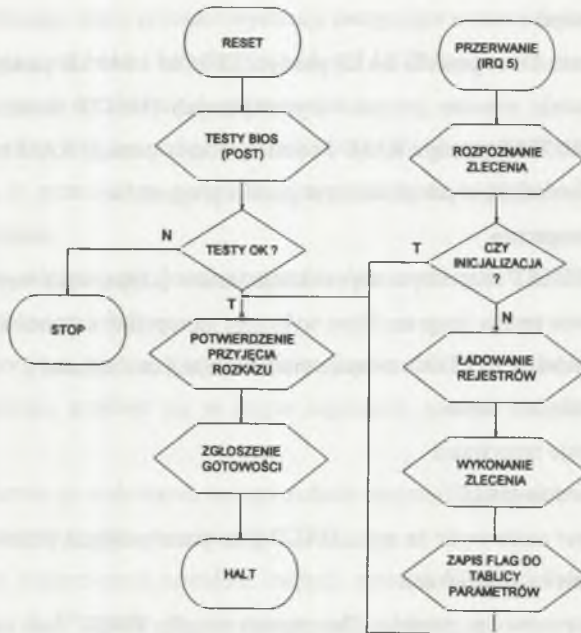 RESET
TESTY BIOS
(POST)
N
TESTY OK ?
T
STOP
POTWIERDZENIE
PRZYJĘCIA
ROZKAZU
ZGŁOSZENIE
GOTOWOŚCI
HALT
PRZERWANIE
(IRQ 5)
ROZPOZNANIE
ZLECENIA
T
CZY
INICJALIZACJA
?
N
ŁADOWANIE
REJESTRÓW
WYKONANIE
ZLECENIA
ZAPIS FLAG DO
TABLICY
PARAMETRÓW